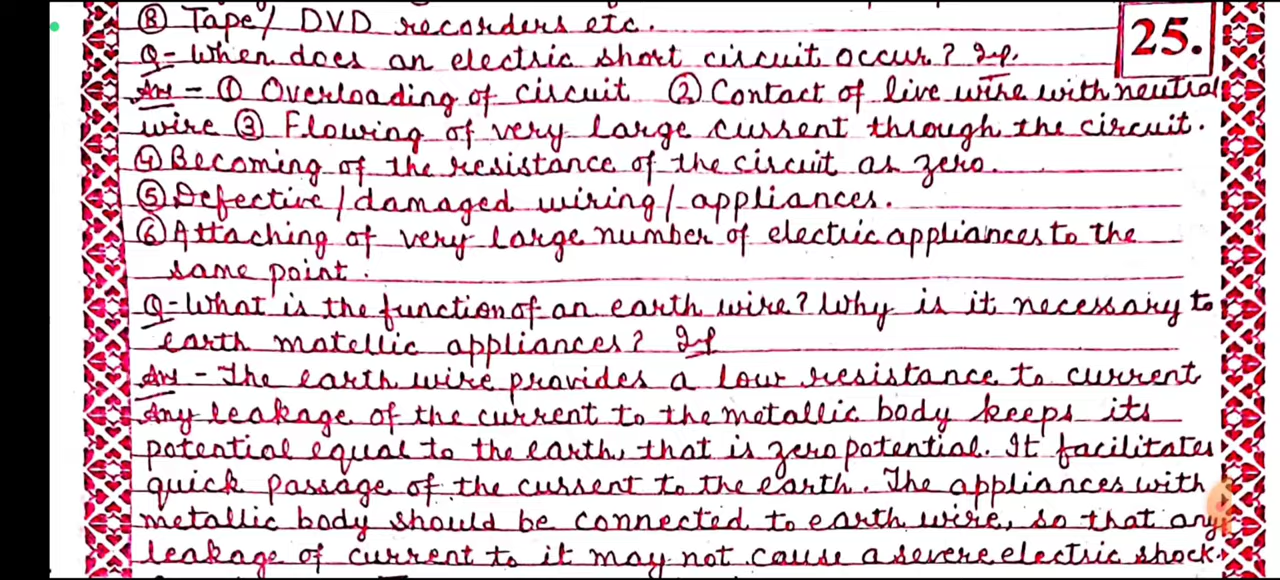 ⑧ Tape/ DVD recorders etc.
25.
Q- When does an electric short circuit occur? Imp.
Ans - ① Overloading of circuit ② Contact of live wire with neutral
wire ③ Flowing of very large current through the circuit.
④ Becoming of the resistance of the circuit as zero.
⑤ Defective/damaged wiring/appliances.
⑥ Attaching of very large number of electric appliances to the
same point.
Q- What is the function of an earth wire? Why is it necessary to
earth matellic appliances? Imp
Ans - The earth wire provides a low resistance to current
Any leakage of the current to the metallic body keeps its
potential equal to the earth, that is zero potential. It facilitates
quick passage of the current to the earth. The appliances with
metallic body should be connected to earth wire, so that any
leakage of current to it may not cause a severe electric shock.